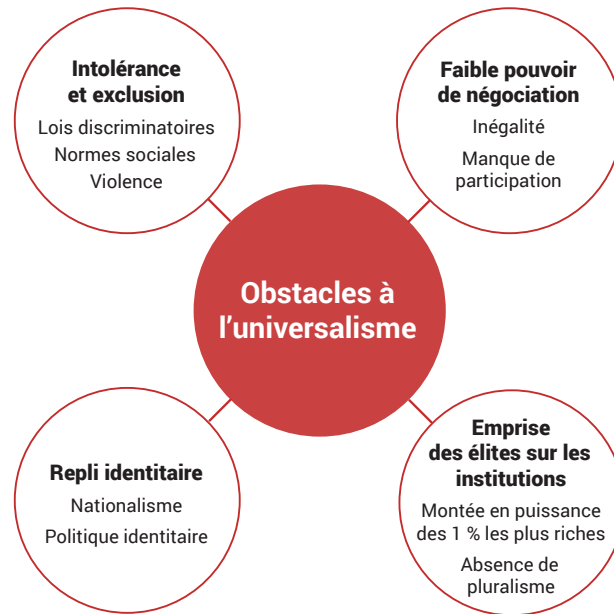 Intolérance
et exclusion
Lois discriminatoires
Normes sociales
Violence
Faible pouvoir
de négociation
Inégalité
Manque de
participation
Obstacles à
l’universalisme
Repli identitaire
Nationalisme
Politique identitaire
Emprise
des élites sur les
institutions
Montée en puissance
des 1 % les plus riches
Absence de
pluralisme